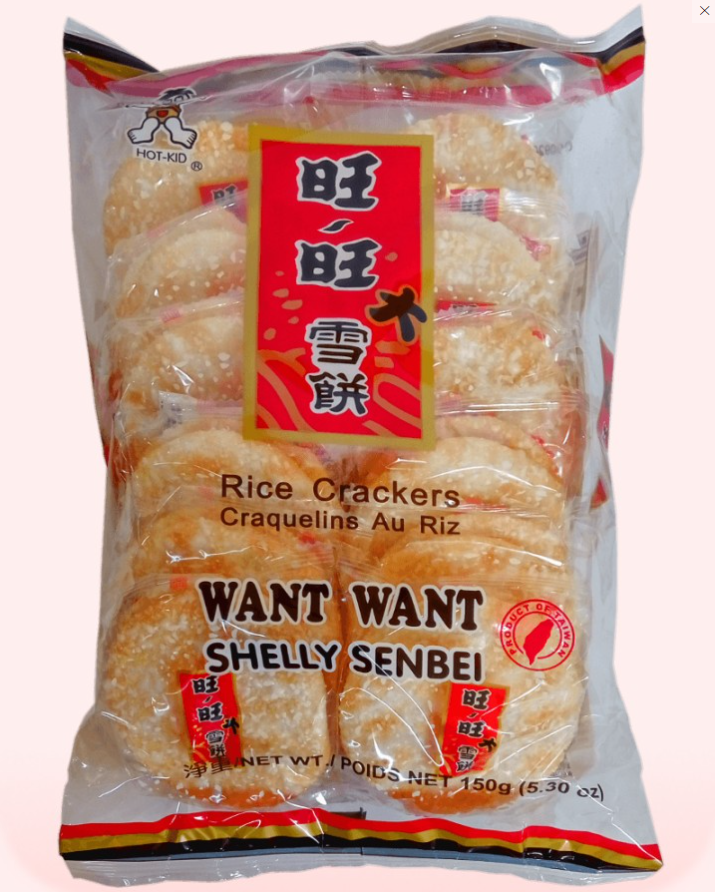 HOT-KID®
旺
旺
大
雪
餅
Rice Crackers
Craquelins Au Riz
WANT WANT
SHELLY SENBEI
PRODUCT OF TAIWAN
旺
旺
大
雪
餅
旺
旺
大
雪
餅
淨重/NET WT./ POIDS NET 150g (5.30 oz)